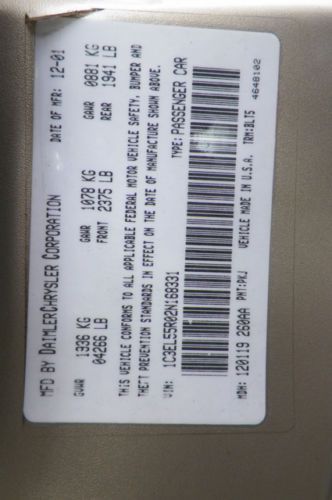 MFD BY DAIMLERCHRYSLER CORPORATION DATE OF MFR: 12-01
GVWR 1936 KG 04266 LB GAWR FRONT 1078 KG 2375 LB GAWR REAR 0881 KG 1941 LB
THIS VEHICLE CONFORMS TO ALL APPLICABLE FEDERAL MOTOR VEHICLE SAFETY, BUMPER AND
THEFT PREVENTION STANDARDS IN EFFECT ON THE DATE OF MANUFACTURE SHOWN ABOVE.
VIN: 1C3EL55R02N168331 TYPE: PASSENGER CAR
MDH: 120119 260AA PNT: PKJ VEHICLE MADE IN U.S.A. TRM: BLT5
4648102